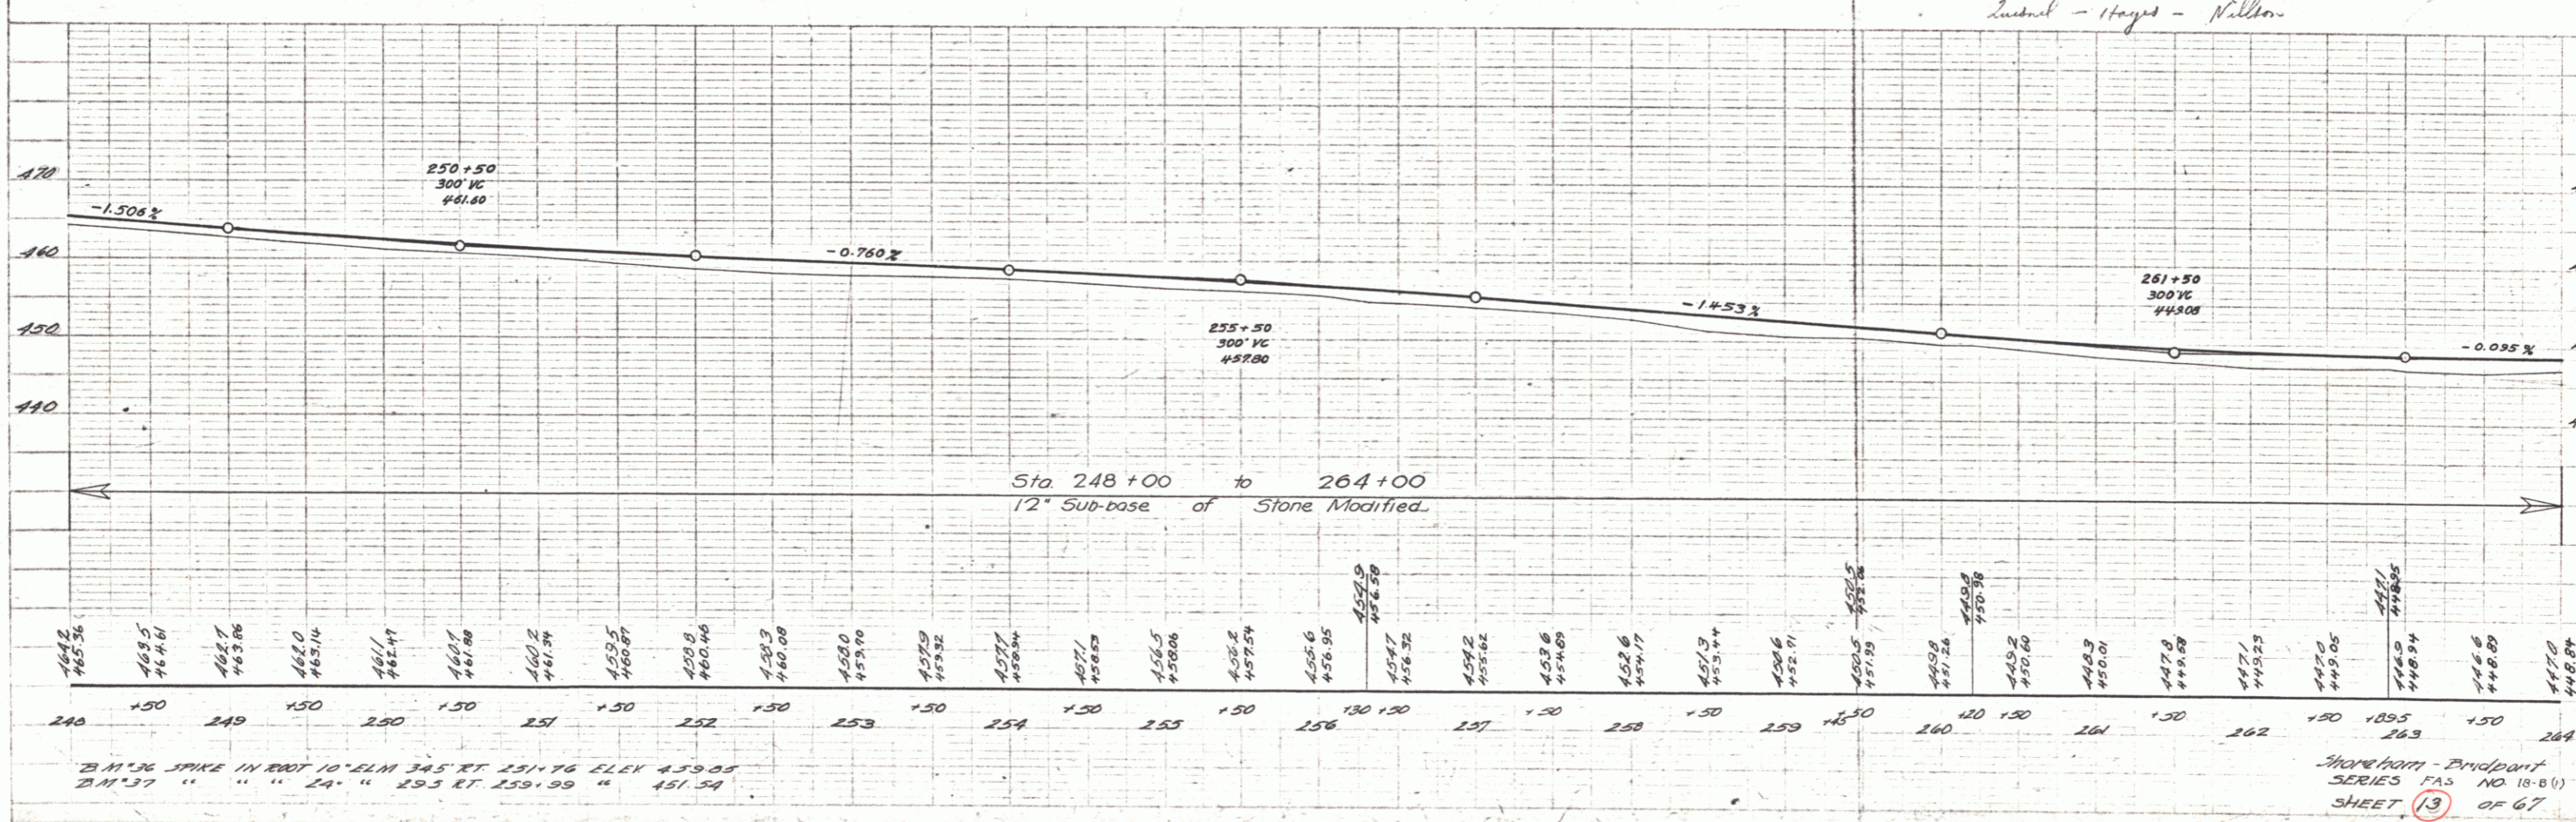 Hayes
470
460
450
440
-1.506%
250+50
300' VC
461.60
-0.760%
255+50
300' VC
457.80
-1.453%
261+50
300' VC
449.08
-0.095%
Sta. 248+00 to 264+00
12" Sub-base of Stone Modified
454.9 450.5 449.8 447.1
456.58 452.06 450.98 448.95
464.2 463.5 462.7 462.0 461.1 460.7 460.2 459.5 458.8 458.3 458.0 457.9 457.7 457.1 456.5 456.2 455.6 454.7 454.2 453.6 452.6 451.3 450.6 450.5 449.8 449.2 448.3 447.8 447.1 447.0 446.9 446.6 447.0
465.36 464.61 463.86 463.14 462.47 461.88 461.34 460.87 460.46 460.08 459.70 459.32 458.94 458.53 458.06 457.54 456.95 456.32 455.62 454.89 454.17 453.44 452.71 451.99 451.26 450.60 450.01 449.58 449.29 449.05 448.94 448.89 448.84
+50 +50 +50 +50 +50 +50 +50 +50 +30 +50 +50 +50 +45 +50 +20 +50 +50 +50 +895 +50
248 249 250 251 252 253 254 255 256 257 258 259 260 261 262 263 264
B.M.#36 SPIKE IN ROOT 10" ELM 34.5' RT. 251+76 ELEV. 459.85
B.M.#37 " " " 24" " 29.5 RT. 259+99 " 451.54
Shoreham - Bridport
SERIES FAS NO. 18-B(1)
SHEET 13 OF 67